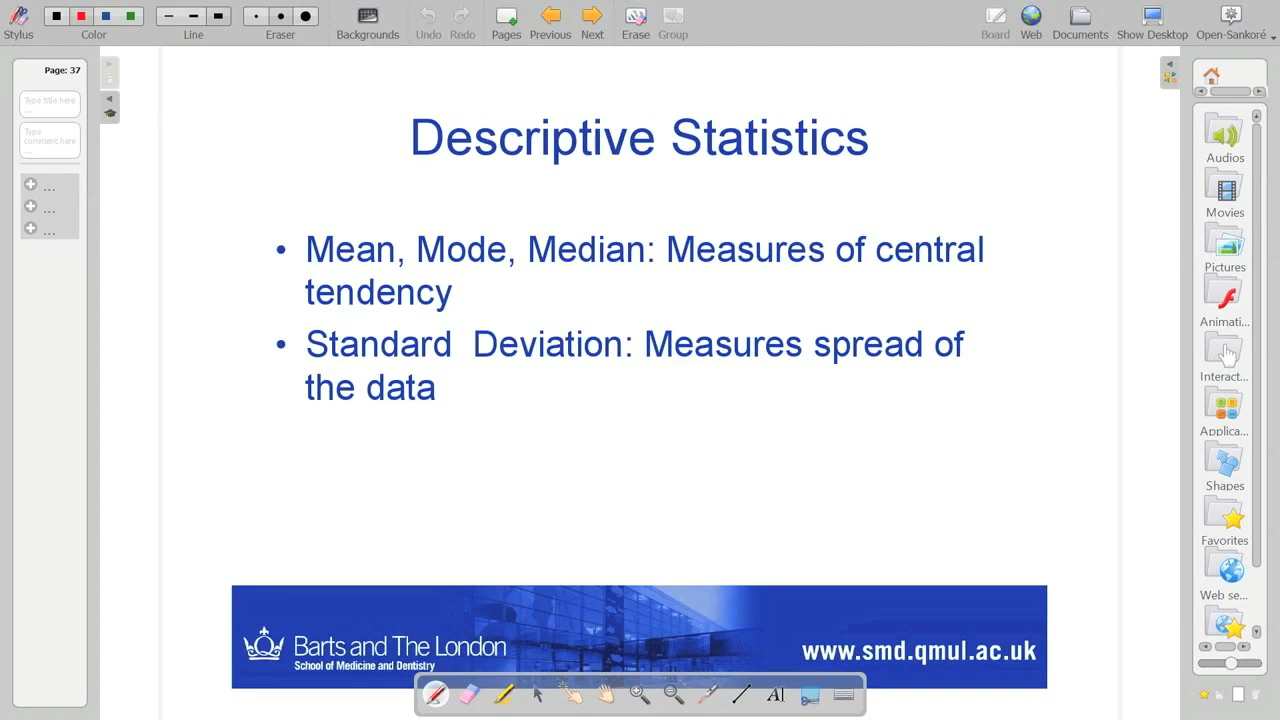 Stylus
Color
Line
Eraser
Backgrounds
Undo
Redo
Pages
Previous
Next
Erase
Group
Board
Web
Documents
Show Desktop
Open-Sankoré
Page: 37
Type title here
...
Type
comment here
...
...
...
...
Descriptive Statistics
• Mean, Mode, Median: Measures of central
tendency
• Standard  Deviation: Measures spread of
the data
Barts and The London
School of Medicine and Dentistry
www.smd.qmul.ac.uk
Audios
Movies
Pictures
Animati...
Interact...
Applica...
Shapes
Favorites
Web se...
AI